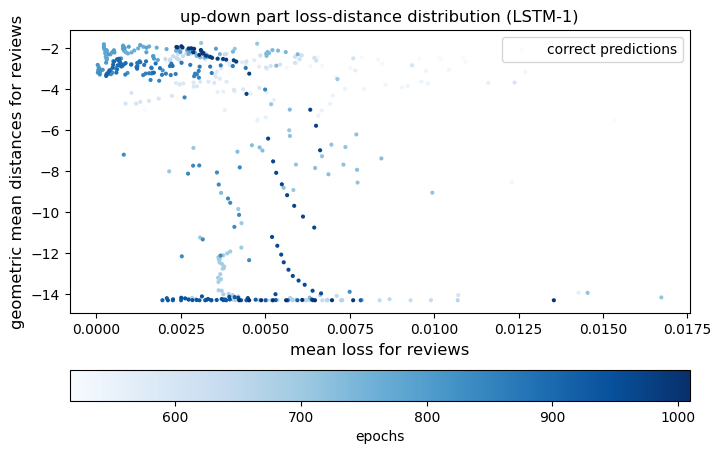 up-down part loss-distance distribution (LSTM-1)
correct predictions
geometric mean distances for reviews
−2
−4
−6
−8
−10
−12
−14
0.0000 0.0025 0.0050 0.0075 0.0100 0.0125 0.0150 0.0175
mean loss for reviews
600 700 800 900 1000
epochs